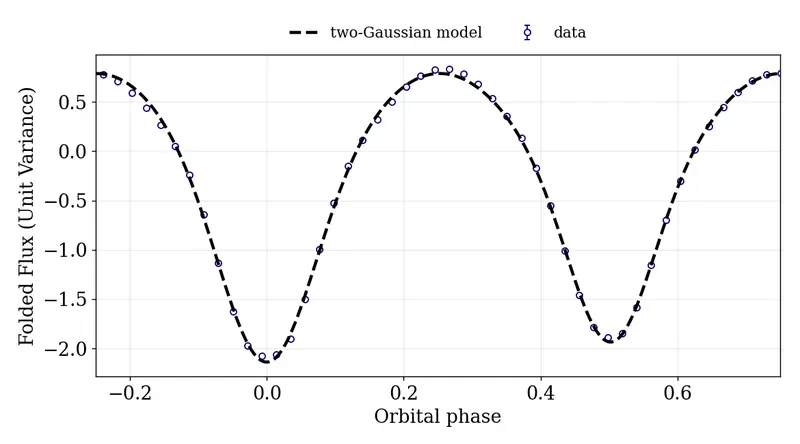 two-Gaussian model
data
Folded Flux (Unit Variance)
0.5
0.0
−0.5
−1.0
−1.5
−2.0
−0.2
0.0
0.2
0.4
0.6
Orbital phase